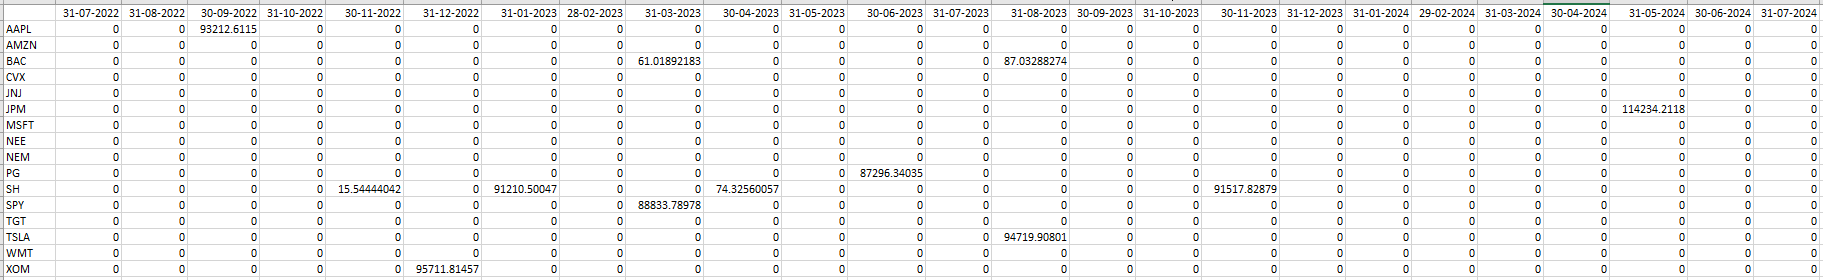 31-07-2022 31-08-2022 30-09-2022 31-10-2022 30-11-2022 31-12-2022 31-01-2023 28-02-2023 31-03-2023 30-04-2023 31-05-2023 30-06-2023 31-07-2023 31-08-2023 30-09-2023 31-10-2023 30-11-2023 31-12-2023 31-01-2024 29-02-2024 31-03-2024 30-04-2024 31-05-2024 30-06-2024 31-07-2024
AAPL 0 0 93212.6115 0 0 0 0 0 0 0 0 0 0 0 0 0 0 0 0 0 0 0 0 0 0
AMZN 0 0 0 0 0 0 0 0 0 0 0 0 0 0 0 0 0 0 0 0 0 0 0 0 0
BAC 0 0 0 0 0 0 0 0 61.01892183 0 0 0 0 87.03288274 0 0 0 0 0 0 0 0 0 0 0
CVX 0 0 0 0 0 0 0 0 0 0 0 0 0 0 0 0 0 0 0 0 0 0 0 0 0
JNJ 0 0 0 0 0 0 0 0 0 0 0 0 0 0 0 0 0 0 0 0 0 0 0 0 0
JPM 0 0 0 0 0 0 0 0 0 0 0 0 0 0 0 0 0 0 0 0 0 0 114234.2118 0 0
MSFT 0 0 0 0 0 0 0 0 0 0 0 0 0 0 0 0 0 0 0 0 0 0 0 0 0
NEE 0 0 0 0 0 0 0 0 0 0 0 0 0 0 0 0 0 0 0 0 0 0 0 0 0
NEM 0 0 0 0 0 0 0 0 0 0 0 0 0 0 0 0 0 0 0 0 0 0 0 0 0
PG 0 0 0 0 0 0 0 0 0 0 0 87296.34035 0 0 0 0 0 0 0 0 0 0 0 0 0
SH 0 0 0 0 15.54444042 0 91210.50047 0 0 74.32560057 0 0 0 0 0 0 91517.82879 0 0 0 0 0 0 0 0
SPY 0 0 0 0 0 0 0 0 88833.78978 0 0 0 0 0 0 0 0 0 0 0 0 0 0 0 0
TGT 0 0 0 0 0 0 0 0 0 0 0 0 0 0 0 0 0 0 0 0 0 0 0 0 0
TSLA 0 0 0 0 0 0 0 0 0 0 0 0 0 94719.90801 0 0 0 0 0 0 0 0 0 0 0
WMT 0 0 0 0 0 0 0 0 0 0 0 0 0 0 0 0 0 0 0 0 0 0 0 0 0
XOM 0 0 0 0 0 95711.81457 0 0 0 0 0 0 0 0 0 0 0 0 0 0 0 0 0 0 0